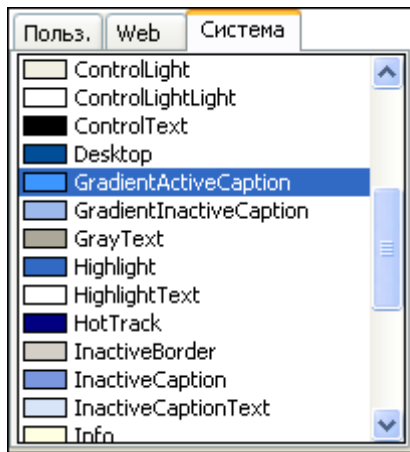 Польз. Web Система
ControlLight
ControlLightLight
ControlText
Desktop
GradientActiveCaption
GradientInactiveCaption
GrayText
Highlight
HighlightText
HotTrack
InactiveBorder
InactiveCaption
InactiveCaptionText
Info